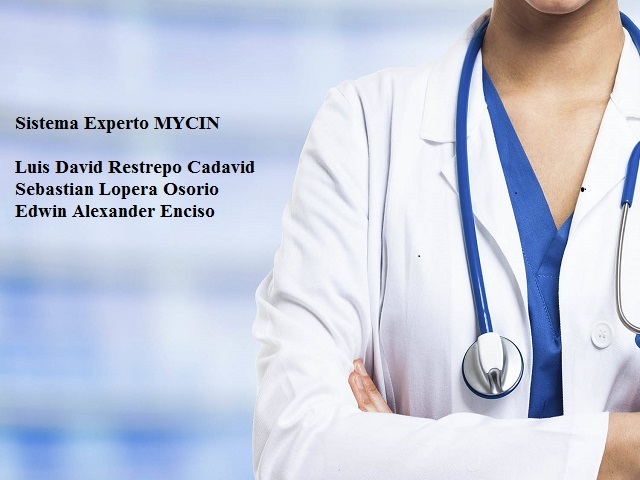 Sistema Experto MYCIN
Luis David Restrepo Cadavid
Sebastian Lopera Osorio
Edwin Alexander Enciso